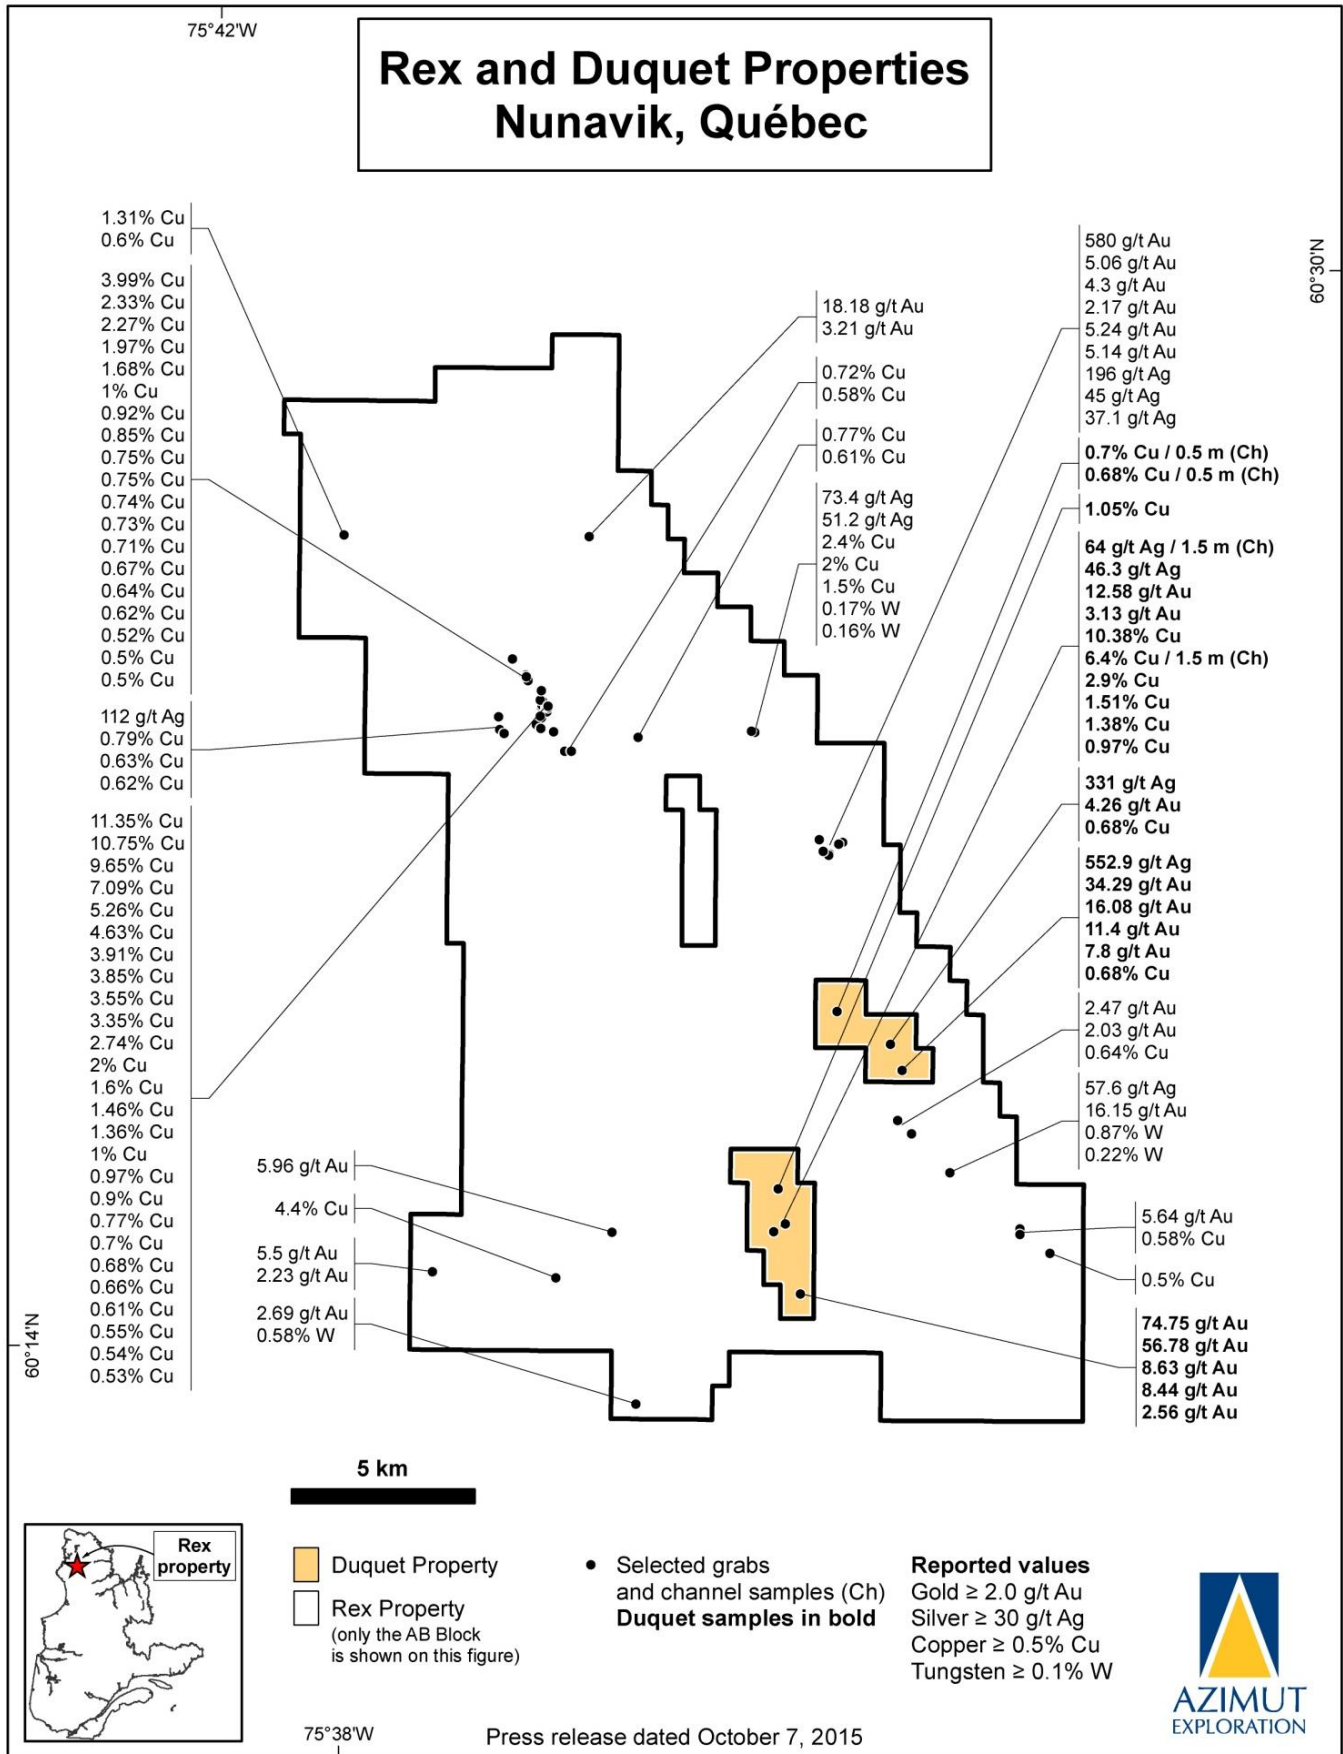 75°42'W
Rex and Duquet Properties
Nunavik, Québec
60°30'N
1.31% Cu
0.6% Cu
3.99% Cu
2.33% Cu
2.27% Cu
1.97% Cu
1.68% Cu
1% Cu
0.92% Cu
0.85% Cu
0.75% Cu
0.75% Cu
0.74% Cu
0.73% Cu
0.71% Cu
0.67% Cu
0.64% Cu
0.62% Cu
0.52% Cu
0.5% Cu
0.5% Cu
112 g/t Ag
0.79% Cu
0.63% Cu
0.62% Cu
11.35% Cu
10.75% Cu
9.65% Cu
7.09% Cu
5.26% Cu
4.63% Cu
3.91% Cu
3.85% Cu
3.55% Cu
3.35% Cu
2.74% Cu
2% Cu
1.6% Cu
1.46% Cu
1.36% Cu
1% Cu
0.97% Cu
0.9% Cu
0.77% Cu
0.7% Cu
0.68% Cu
0.66% Cu
0.61% Cu
0.55% Cu
0.54% Cu
0.53% Cu
5.96 g/t Au
4.4% Cu
5.5 g/t Au
2.23 g/t Au
2.69 g/t Au
0.58% W
18.18 g/t Au
3.21 g/t Au
0.72% Cu
0.58% Cu
0.77% Cu
0.61% Cu
73.4 g/t Ag
51.2 g/t Ag
2.4% Cu
2% Cu
1.5% Cu
0.17% W
0.16% W
580 g/t Au
5.06 g/t Au
4.3 g/t Au
2.17 g/t Au
5.24 g/t Au
5.14 g/t Au
196 g/t Ag
45 g/t Ag
37.1 g/t Ag
0.7% Cu / 0.5 m (Ch)
0.68% Cu / 0.5 m (Ch)
1.05% Cu
64 g/t Ag / 1.5 m (Ch)
46.3 g/t Ag
12.58 g/t Au
3.13 g/t Au
10.38% Cu
6.4% Cu / 1.5 m (Ch)
2.9% Cu
1.51% Cu
1.38% Cu
0.97% Cu
331 g/t Ag
4.26 g/t Au
0.68% Cu
552.9 g/t Ag
34.29 g/t Au
16.08 g/t Au
11.4 g/t Au
7.8 g/t Au
0.68% Cu
2.47 g/t Au
2.03 g/t Au
0.64% Cu
57.6 g/t Ag
16.15 g/t Au
0.87% W
0.22% W
5.64 g/t Au
0.58% Cu
0.5% Cu
74.75 g/t Au
56.78 g/t Au
8.63 g/t Au
8.44 g/t Au
2.56 g/t Au
60°14'N
5 km
Rex
property
Duquet Property
Rex Property
(only the AB Block
is shown on this figure)
Selected grabs
and channel samples (Ch)
Duquet samples in bold
Reported values
Gold ≥ 2.0 g/t Au
Silver ≥ 30 g/t Ag
Copper ≥ 0.5% Cu
Tungsten ≥ 0.1% W
AZIMUT
EXPLORATION
75°38'W
Press release dated October 7, 2015